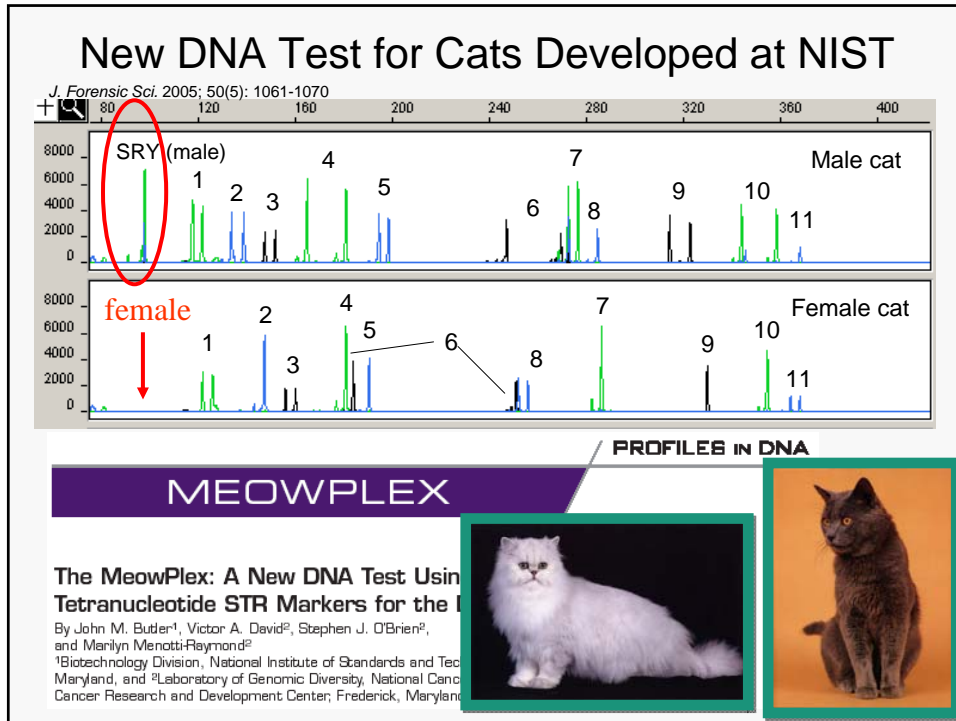 New DNA Test for Cats Developed at NIST
J. Forensic Sci. 2005; 50(5): 1061-1070
80 120 200 240 280 320 360 400
8000 6000 4000 2000 0
SRY (male)
1 2 3 4 5 6 7 8 9 10 11
Male cat
8000 6000 4000 2000 0
female
1 2 3 4 5 6 7 8 9 10 11
Female cat
PROFILES IN DNA
MEOWPLEX
The MeowPlex: A New DNA Test Usin
Tetranucleotide STR Markers for the
By John M. Butler¹, Victor A. David², Stephen J. O'Brien²,
and Marilyn Menotti-Raymond²
¹Biotechnology Division, National Institute of Standards and Tec
Maryland, and ²Laboratory of Genomic Diversity, National Canc
Cancer Research and Development Center, Frederick, Maryland